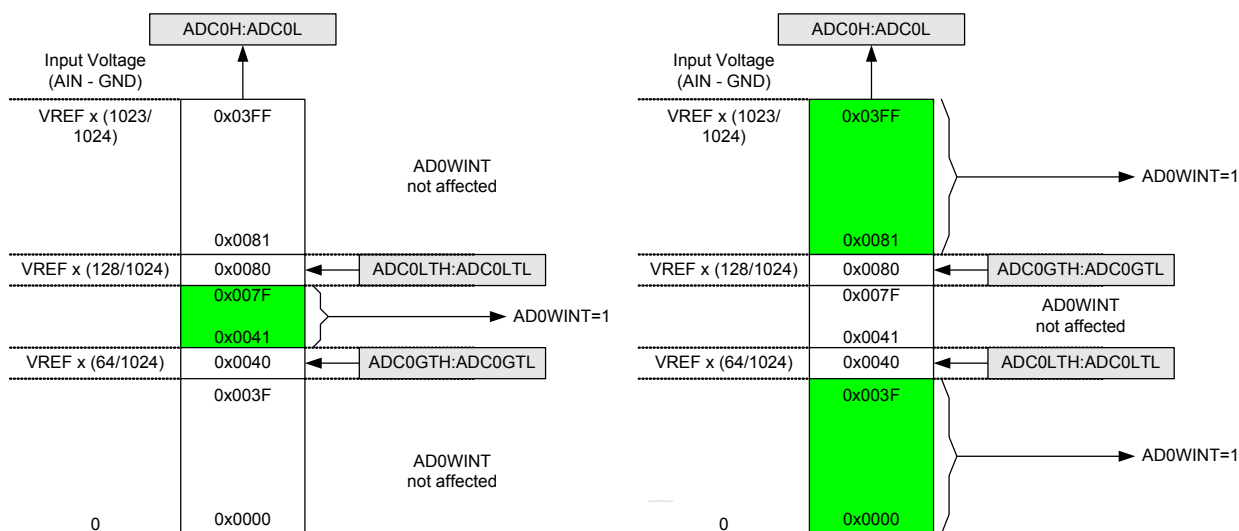 ADC0H:ADC0L
Input Voltage
(AIN - GND)
VREF x (1023/
1024)
0x03FF
AD0WINT
not affected
0x0081
VREF x (128/1024)
0x0080
ADC0LTH:ADC0LTL
0x007F
AD0WINT=1
0x0041
VREF x (64/1024)
0x0040
ADC0GTH:ADC0GTL
0x003F
AD0WINT
not affected
0
0x0000
ADC0H:ADC0L
Input Voltage
(AIN - GND)
VREF x (1023/
1024)
0x03FF
AD0WINT=1
0x0081
VREF x (128/1024)
0x0080
ADC0GTH:ADC0GTL
0x007F
AD0WINT
not affected
0x0041
VREF x (64/1024)
0x0040
ADC0LTH:ADC0LTL
0x003F
AD0WINT=1
0
0x0000